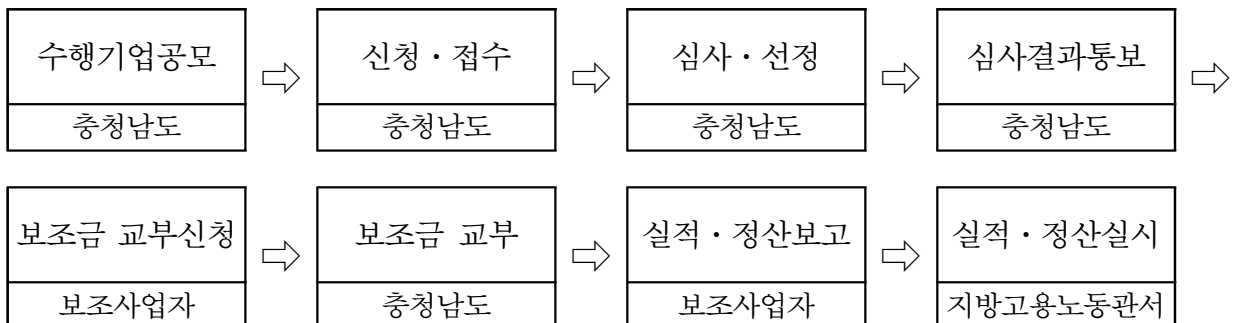 수행기업공모 ⇨ 신청・접수 ⇨ 심사・선정 ⇨ 심사결과통보 ⇨
충청남도 충청남도 충청남도 충청남도
보조금 교부신청 ⇨ 보조금 교부 ⇨ 실적・정산보고 ⇨ 실적・정산실시
보조사업자 충청남도 보조사업자 지방고용노동관서